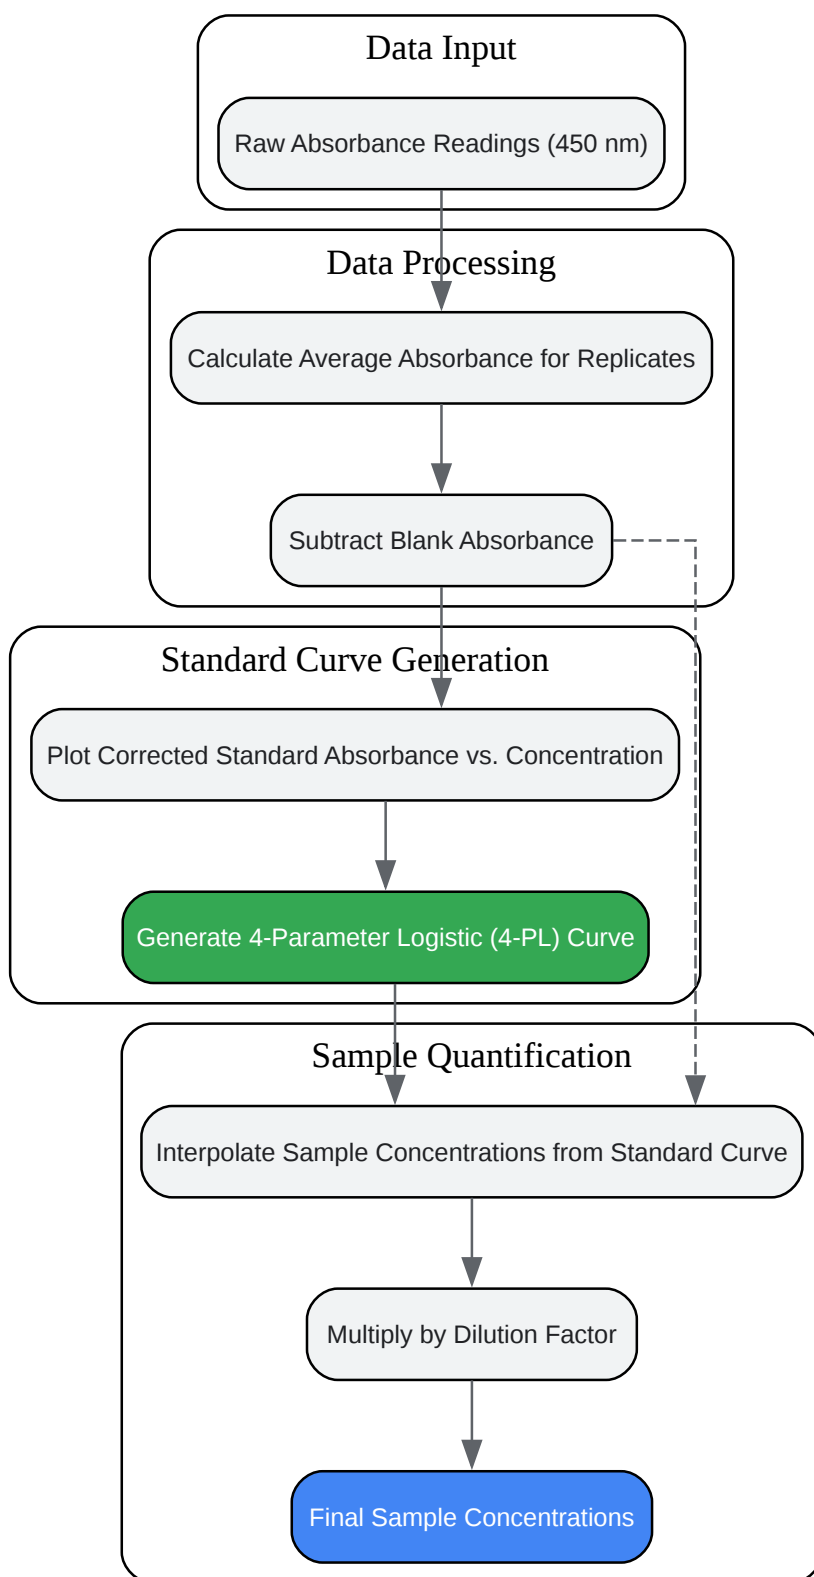 Data Input
Raw Absorbance Readings (450 nm)
Data Processing
Calculate Average Absorbance for Replicates
Subtract Blank Absorbance
Standard Curve Generation
Plot Corrected Standard Absorbance vs. Concentration
Generate 4-Parameter Logistic (4-PL) Curve
Sample Quantification
Interpolate Sample Concentrations from Standard Curve
Multiply by Dilution Factor
Final Sample Concentrations